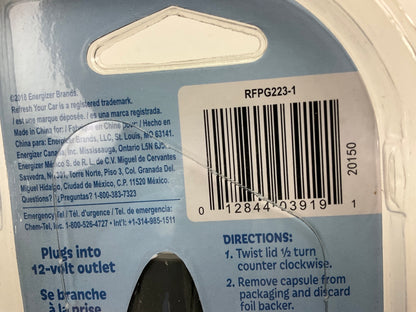 ©2018 Energizer Brands.
Refresh Your Car is a registered trademark.
/ est une marque déposée. / es una marca registrada.
Made in China for: / Fabriqué en Chine pour: / Hecho en
China para: Energizer Brands, LLC, St. Louis, MO 63141.
Energizer Canada, Inc. Mississauga, Ontario L5N
Energizer México S. de R. L. de C.V. Miguel de Cervantes
Saavedra, N° 301, Torre Norte, Piso 3, Col. Granada Del.
Miguel Hidalgo, Ciudad de México, C.P. 11520 México.
Questions? ¿Preguntas? 1-800-383-7323
Emergency Tel / Tel d'urgence / Tel de emergencia:
Chem-Tel, Inc. 1-800-526-4727 • Int'l: +1-314-985-1511
RFPG223-1
20150
0 12844 03919 1
Plugs into
12-volt outlet
Se branche
à la prise
DIRECTIONS:
1. Twist lid ½ turn
counter clockwise.
2. Remove capsule from
packaging and discard
foil backer.